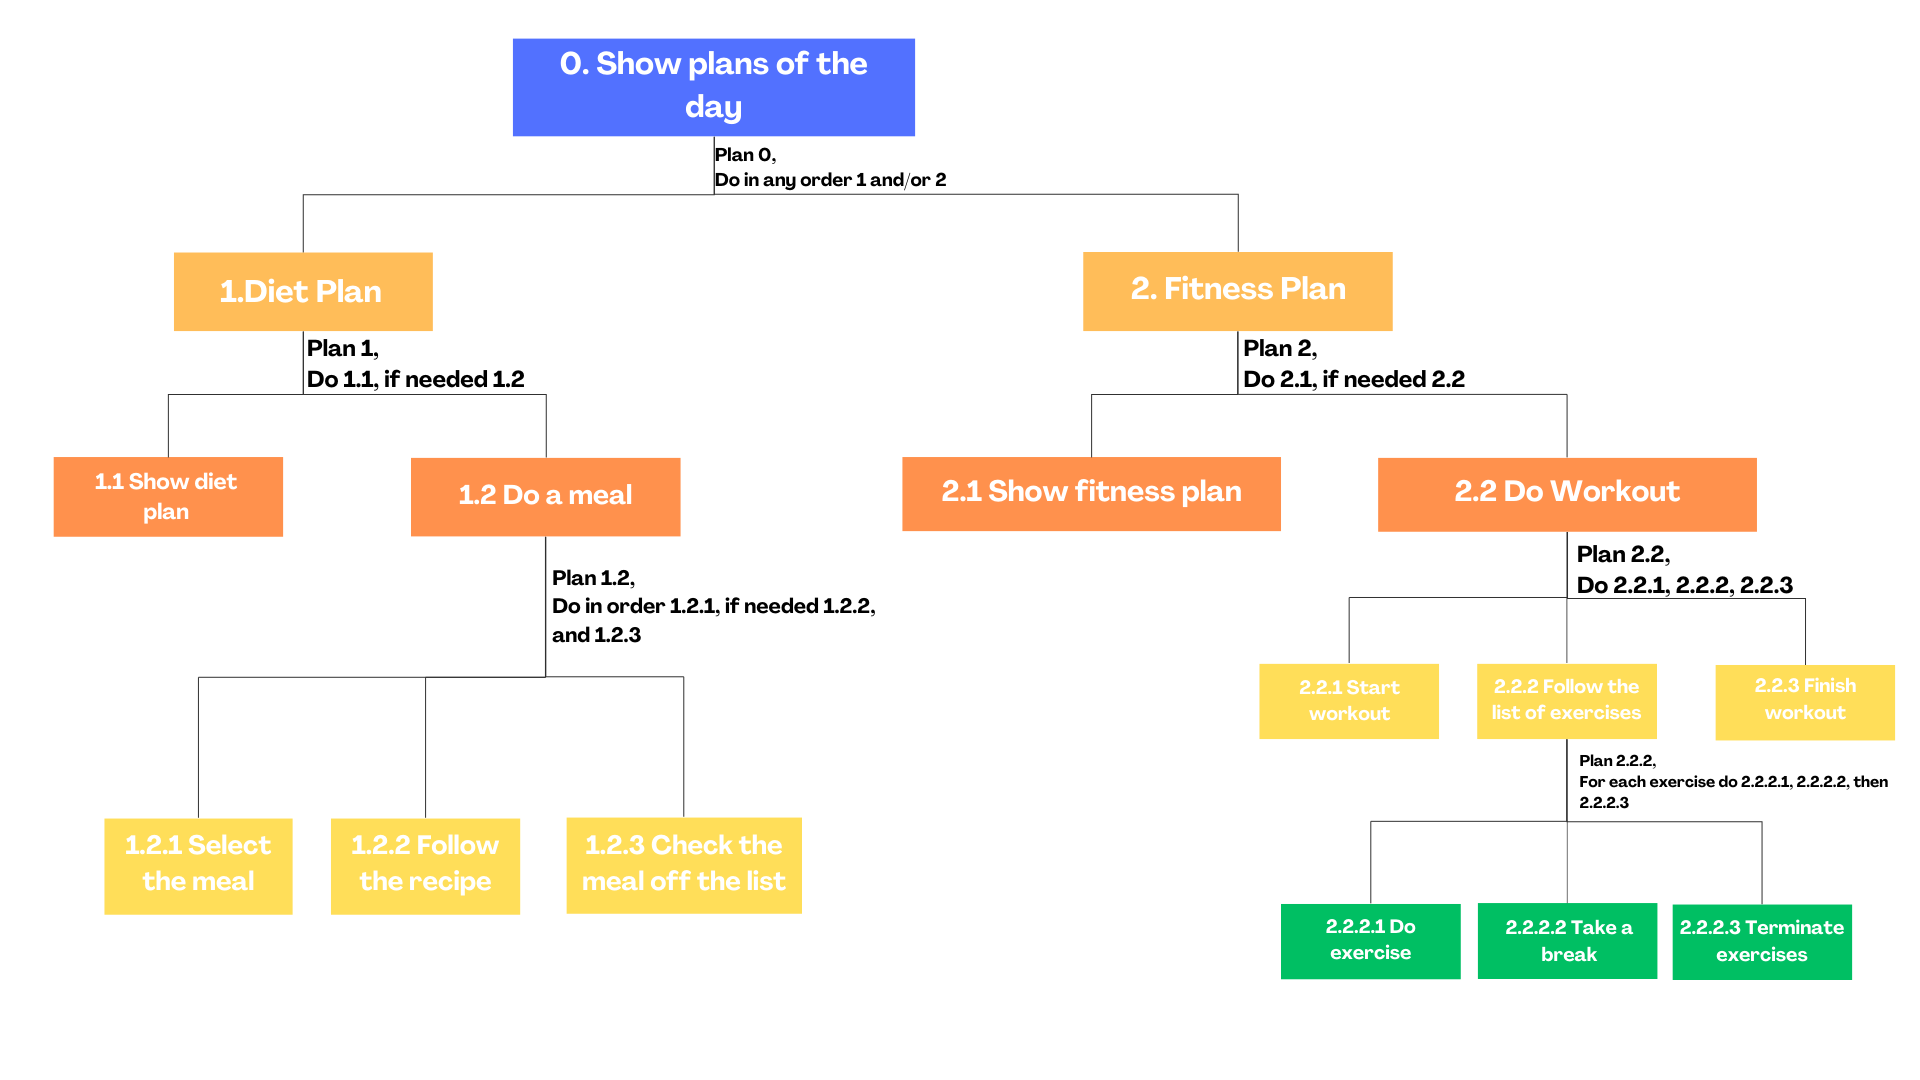 0. Show plans of the
day
Plan 0,
Do in any order 1 and/or 2
1.Diet Plan
2. Fitness Plan
Plan 1,
Do 1.1, if needed 1.2
Plan 2,
Do 2.1, if needed 2.2
1.1 Show diet
plan
1.2 Do a meal
2.1 Show fitness plan
2.2 Do Workout
Plan 1.2,
Do in order 1.2.1, if needed 1.2.2,
and 1.2.3
Plan 2.2,
Do 2.2.1, 2.2.2, 2.2.3
2.2.1 Start
workout
2.2.2 Follow the
list of exercises
2.2.3 Finish
workout
Plan 2.2.2,
For each exercise do 2.2.2.1, 2.2.2.2, then
2.2.2.3
1.2.1 Select
the meal
1.2.2 Follow
the recipe
1.2.3 Check the
meal off the list
2.2.2.1 Do
exercise
2.2.2.2 Take a
break
2.2.2.3 Terminate
exercises